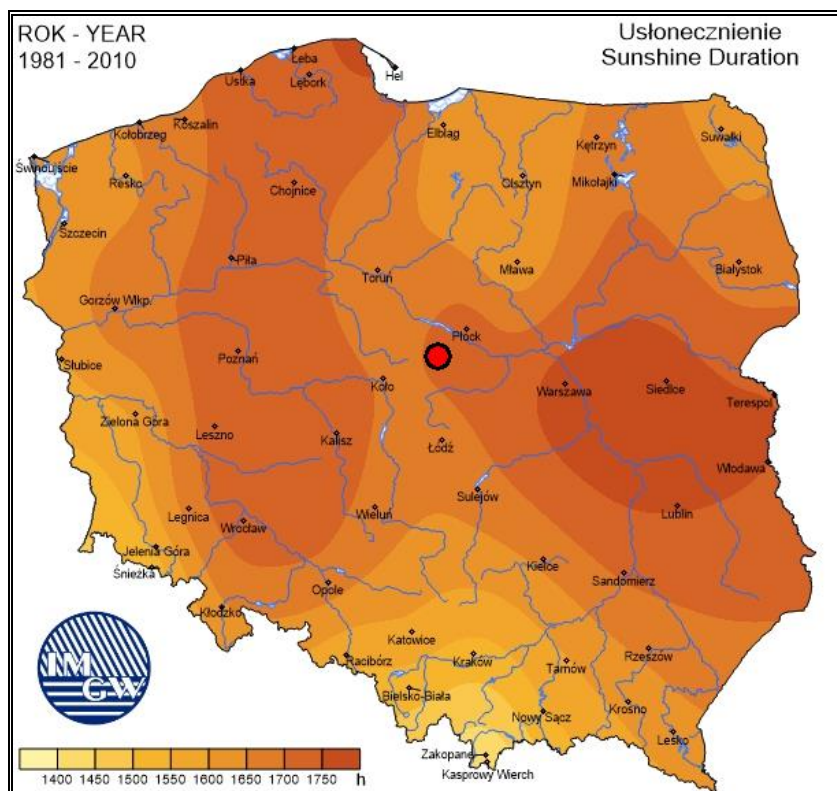 ROK - YEAR
1981 - 2010
Usłonecznienie
Sunshine Duration
Łeba
Hel
Ustka
Lębork
Koszalin
Kołobrzeg
Elbląg
Kętrzyn
Suwałki
Świnoujście
Resko
Chojnice
Olsztyn
Mikołajki
Szczecin
Piła
Toruń
Mława
Białystok
Gorzów Wlkp.
Płock
Słubice
Poznań
Koło
Warszawa
Siedlce
Terespol
Zielona Góra
Leszno
Kalisz
Łódź
Włodawa
Sulejów
Legnica
Wrocław
Wieluń
Lublin
Jelenia Góra
Śnieżka
Kielce
Sandomierz
Opole
Kłodzko
Katowice
Racibórz
Kraków
Tarnów
Rzeszów
Bielsko-Biała
Nowy Sącz
Krosno
Lesko
Zakopane
Kasprowy Wierch
IM
GW
1400 1450 1500 1550 1600 1650 1700 1750 h